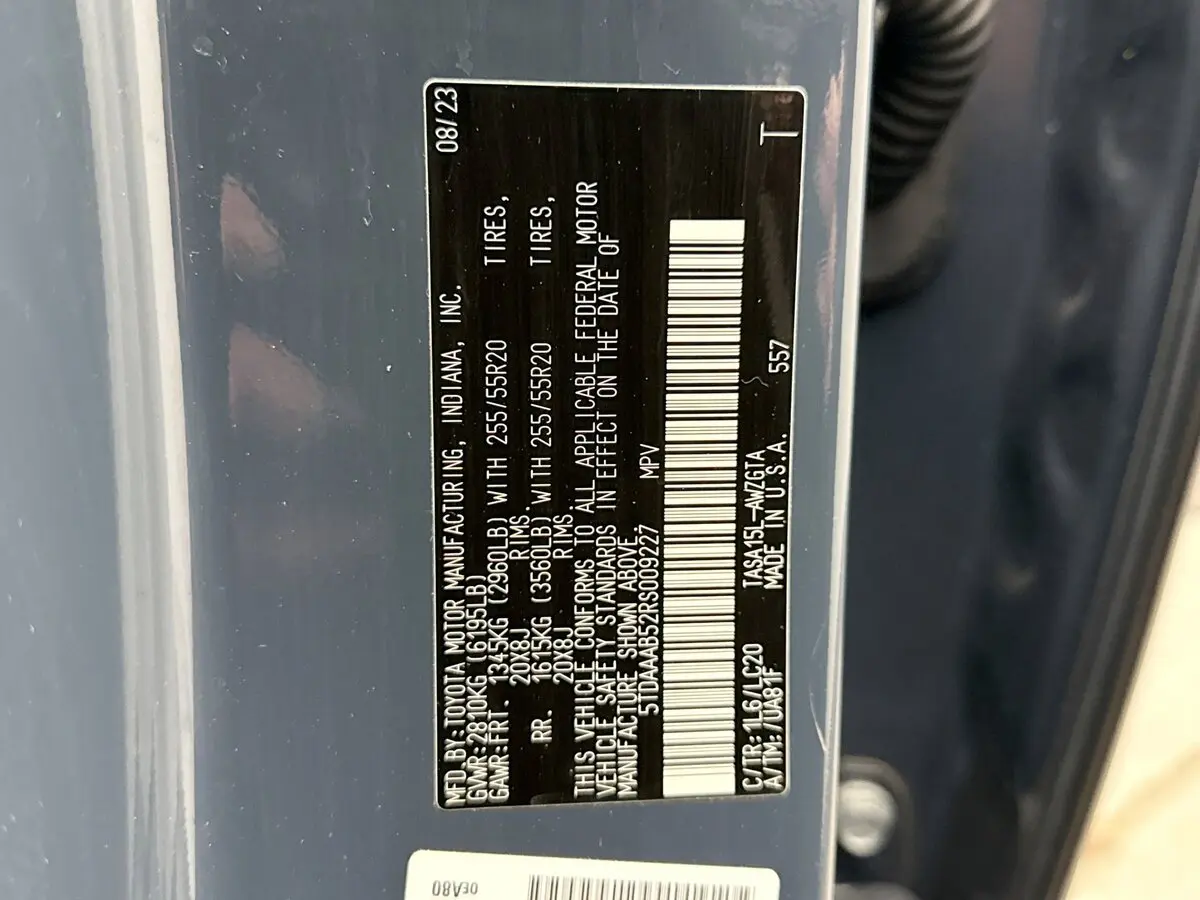 MFD.BY:TOYOTA MOTOR MANUFACTURING, INDIANA, INC. 08/23
GVWR:2810KG (6195LB)
GAWR:FRT. 1345KG (2960LB) WITH 255/55R20 TIRES,
20X8J RIMS.
RR. 1615KG (3560LB) WITH 255/55R20 TIRES,
20X8J RIMS.
THIS VEHICLE CONFORMS TO ALL APPLICABLE FEDERAL MOTOR
VEHICLE SAFETY STANDARDS IN EFFECT ON THE DATE OF
MANUFACTURE SHOWN ABOVE.
5TDAAAB52RS009227 MPV
C/TR:1L6/LC20 TASA15L-AWZGTA
A/TM:/UA81F MADE IN U.S.A. 557 T
0EA80